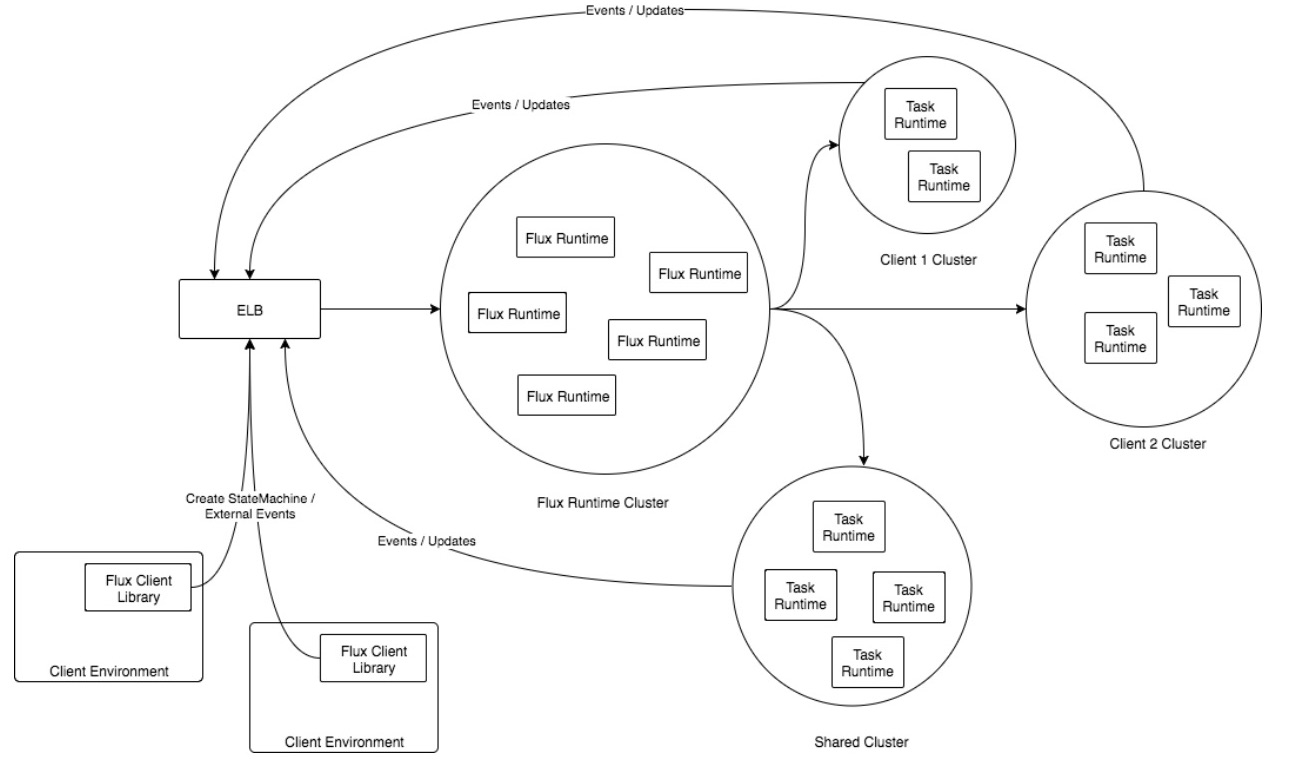 Events / Updates
Events / Updates
Task
Runtime
Task
Runtime
Client 1 Cluster
Flux Runtime
Flux Runtime
Flux Runtime
Flux Runtime
Flux Runtime
Flux Runtime Cluster
ELB
Task
Runtime
Task
Runtime
Task
Runtime
Client 2 Cluster
Create StateMachine /
External Events
Events / Updates
Flux Client
Library
Client Environment
Flux Client
Library
Client Environment
Task
Runtime
Task
Runtime
Task
Runtime
Task
Runtime
Shared Cluster